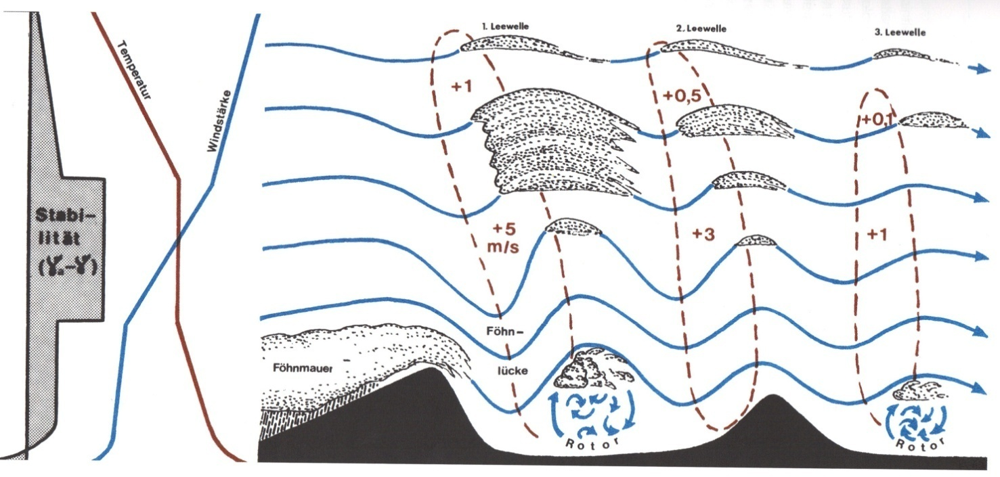 Stabi-
lität
(γₐ-γ)
Temperatur
Windstärke
1. Leewelle
2. Leewelle
3. Leewelle
+1
+0,5
+0,1
+5
m/s
+3
+1
Föhn-
lücke
Föhnmauer
Rotor
Rotor